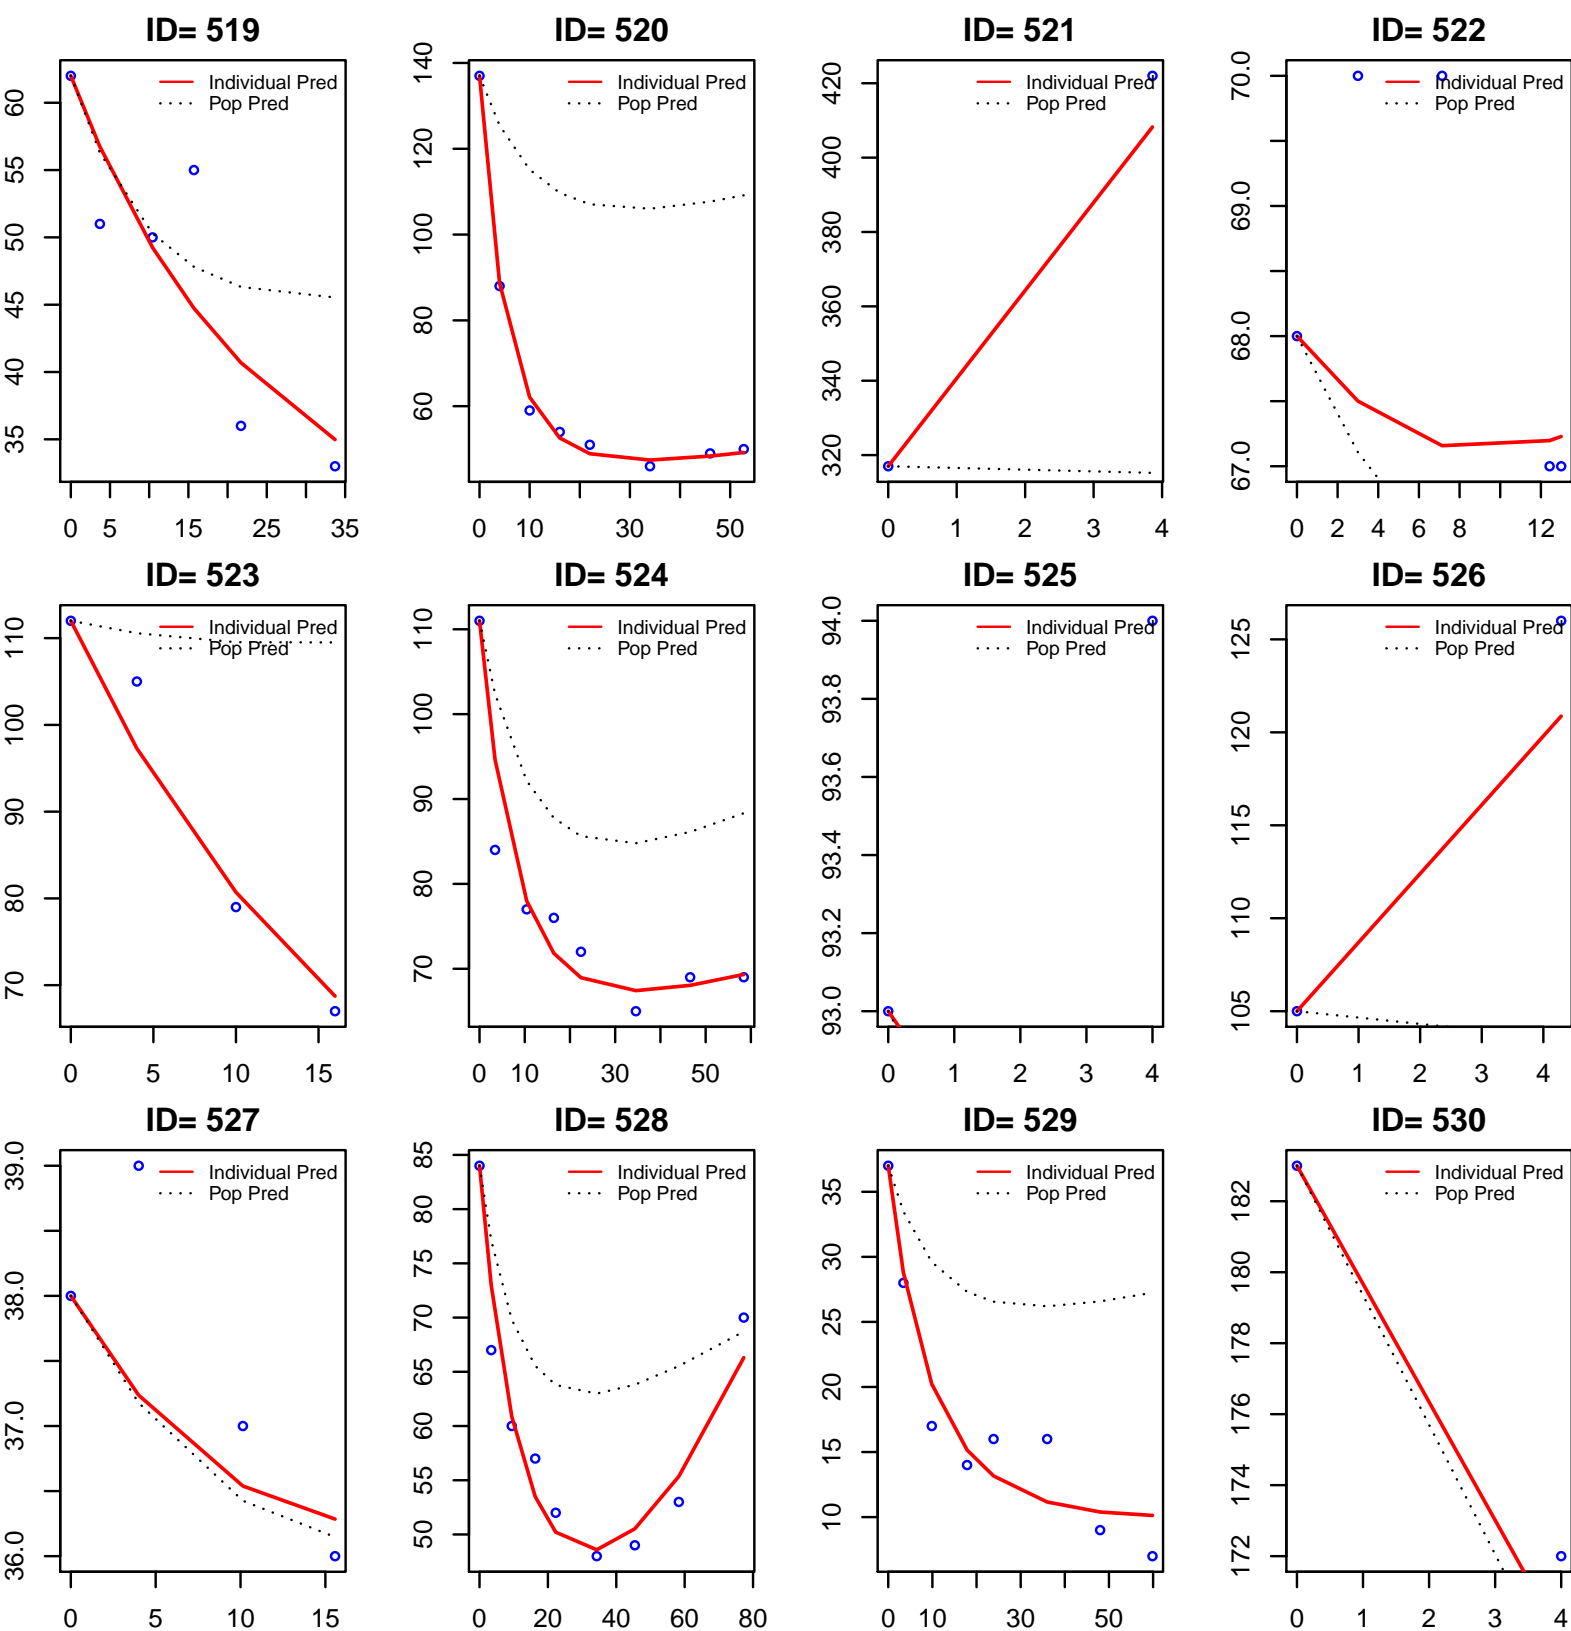 ID= 519
Individual Pred
Pop Pred
60
55
50
45
40
35
0 5 15 25 35
ID= 520
Individual Pred
Pop Pred
140
120
100
80
60
0 10 30 50
ID= 521
Individual Pred
Pop Pred
420
400
380
360
340
320
0 1 2 3 4
ID= 522
Individual Pred
Pop Pred
70.0
69.0
68.0
67.0
0 2 4 6 8 12
ID= 523
Individual Pred
Pop Pred
110
100
90
80
70
0 5 10 15
ID= 524
Individual Pred
Pop Pred
110
100
90
80
70
0 10 30 50
ID= 525
Individual Pred
Pop Pred
94.0
93.8
93.6
93.4
93.2
93.0
0 1 2 3 4
ID= 526
Individual Pred
Pop Pred
125
120
115
110
105
0 1 2 3 4
ID= 527
Individual Pred
Pop Pred
39.0
38.0
37.0
36.0
0 5 10 15
ID= 528
Individual Pred
Pop Pred
85
80
75
70
65
60
55
50
0 20 40 60 80
ID= 529
Individual Pred
Pop Pred
35
30
25
20
15
10
0 10 30 50
ID= 530
Individual Pred
Pop Pred
182
180
178
176
174
172
0 1 2 3 4